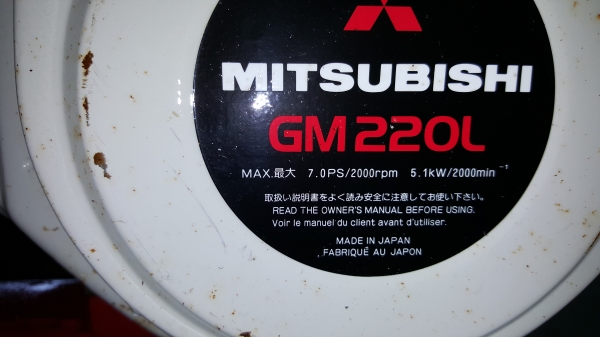 MITSUBISHI
GM220L
MAX.最大 7.0PS/2000rpm 5.1kW/2000min⁻¹
取扱い説明書をよく読み安全に注意してお使い下さい。
READ THE OWNER'S MANUAL BEFORE USING.
Voir le manuel du client avant d'utiliser.
MADE IN JAPAN
FABRIQUÉ AU JAPON